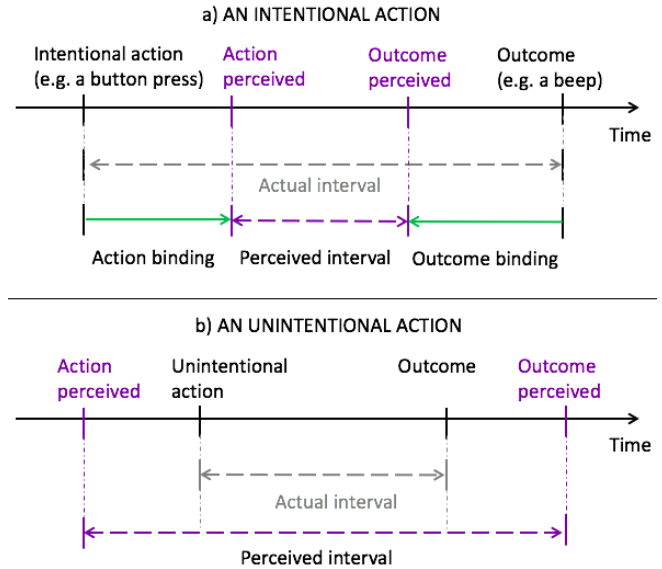 a) AN INTENTIONAL ACTION
Intentional action
(e.g. a button press)
Action
perceived
Outcome
perceived
Outcome
(e.g. a beep)
Time
Actual interval
Action binding
Perceived interval
Outcome binding
b) AN UNINTENTIONAL ACTION
Action
perceived
Unintentional
action
Outcome
Outcome
perceived
Time
Actual interval
Perceived interval